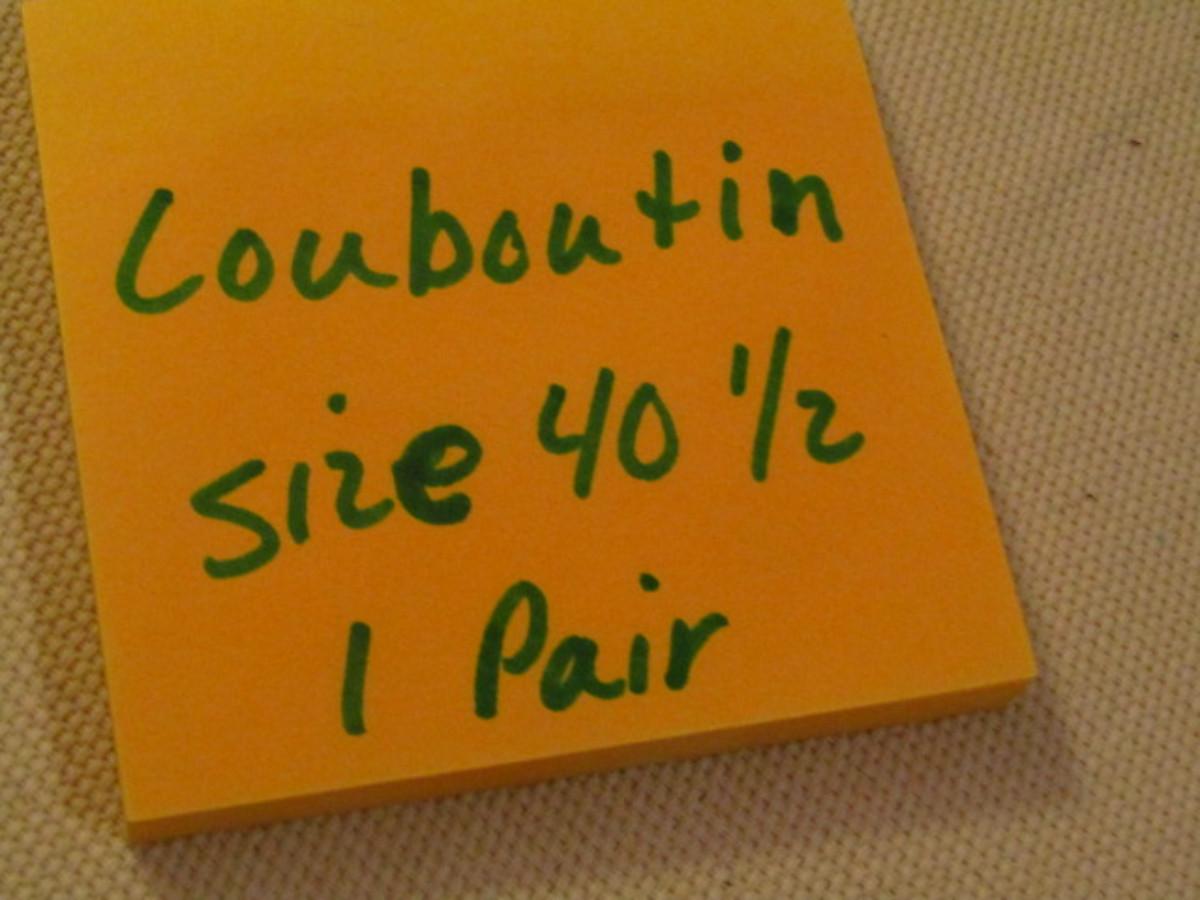 Louboutin
size 40 1/2
1 Pair